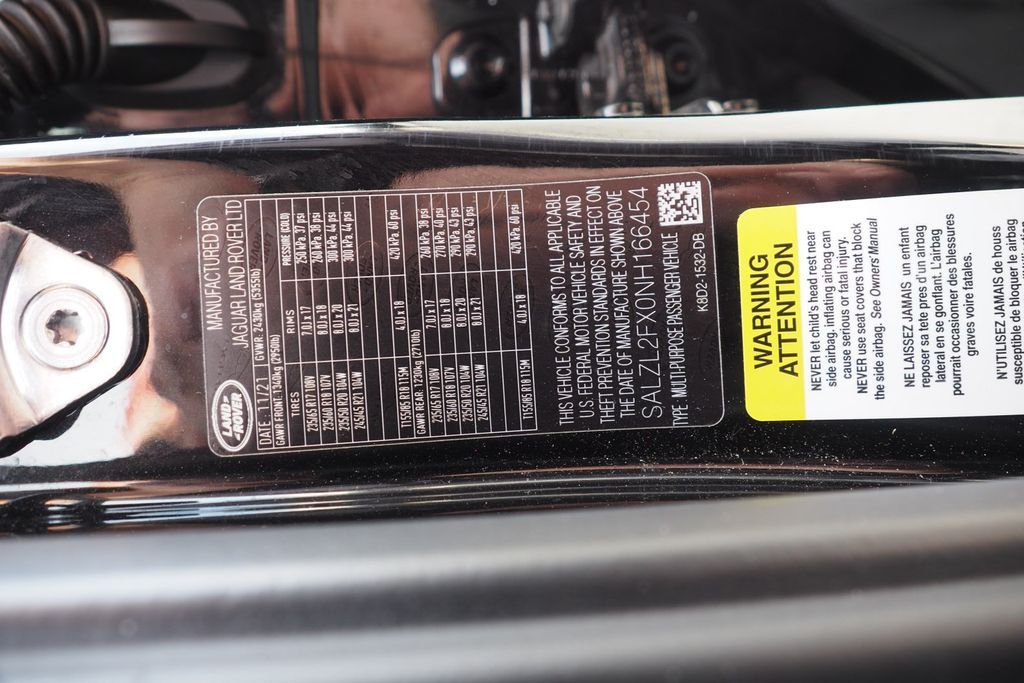 LAND-
ROVER
MANUFACTURED BY
JAGUAR LAND ROVER LTD
DATE 11/21 GVWR: 2430kg (5355lb)
GAWR FRONT: 1340kg (2950lb)
TIRES RIMS PRESSURE (COLD)
235/65 R17 108V 7.0J x 17 250 kPa 37 psi
235/60 R18 107V 8.0J x 18 260 kPa 38 psi
235/50 R20 104W 8.0J x 20 300 kPa 44 psi
245/45 R21 104W 8.0J x 21 300 kPa 44 psi
T155/85 R18 115M 4.0J x 18 420 kPa 60 psi
GAWR REAR: 1230kg (2710lb)
235/65 R17 108V 7.0J x 17 260 kPa 38 psi
235/60 R18 107V 8.0J x 18 270 kPa 40 psi
235/50 R20 104W 8.0J x 20 290 kPa 43 psi
245/45 R21 104W 8.0J x 21 290 kPa 43 psi
T155/85 R18 115M 4.0J x 18 420 kPa 60 psi
THIS VEHICLE CONFORMS TO ALL APPLICABLE
U.S. FEDERAL MOTOR VEHICLE SAFETY AND
THEFT PREVENTION STANDARDS IN EFFECT ON
THE DATE OF MANUFACTURE SHOWN ABOVE
SALZL2FX0NH166454
TYPE MULTI PURPOSE PASSENGER VEHICLE
K8D2-1532-DB
WARNING
ATTENTION
NEVER let child's head rest near
side airbag. inflating airbag can
cause serious or fatal injury.
NEVER use seat covers that block
the side airbag. See Owners' Manual
NE LAISSEZ JAMAIS un enfant
reposer sa tete pres d'un airbag
lateral en se gonflant. L'airbag
pourrait occasionner des blessures
graves voire fatales.
N'UTILISEZ JAMAIS de houss
susceptible de bloquer l'airbag